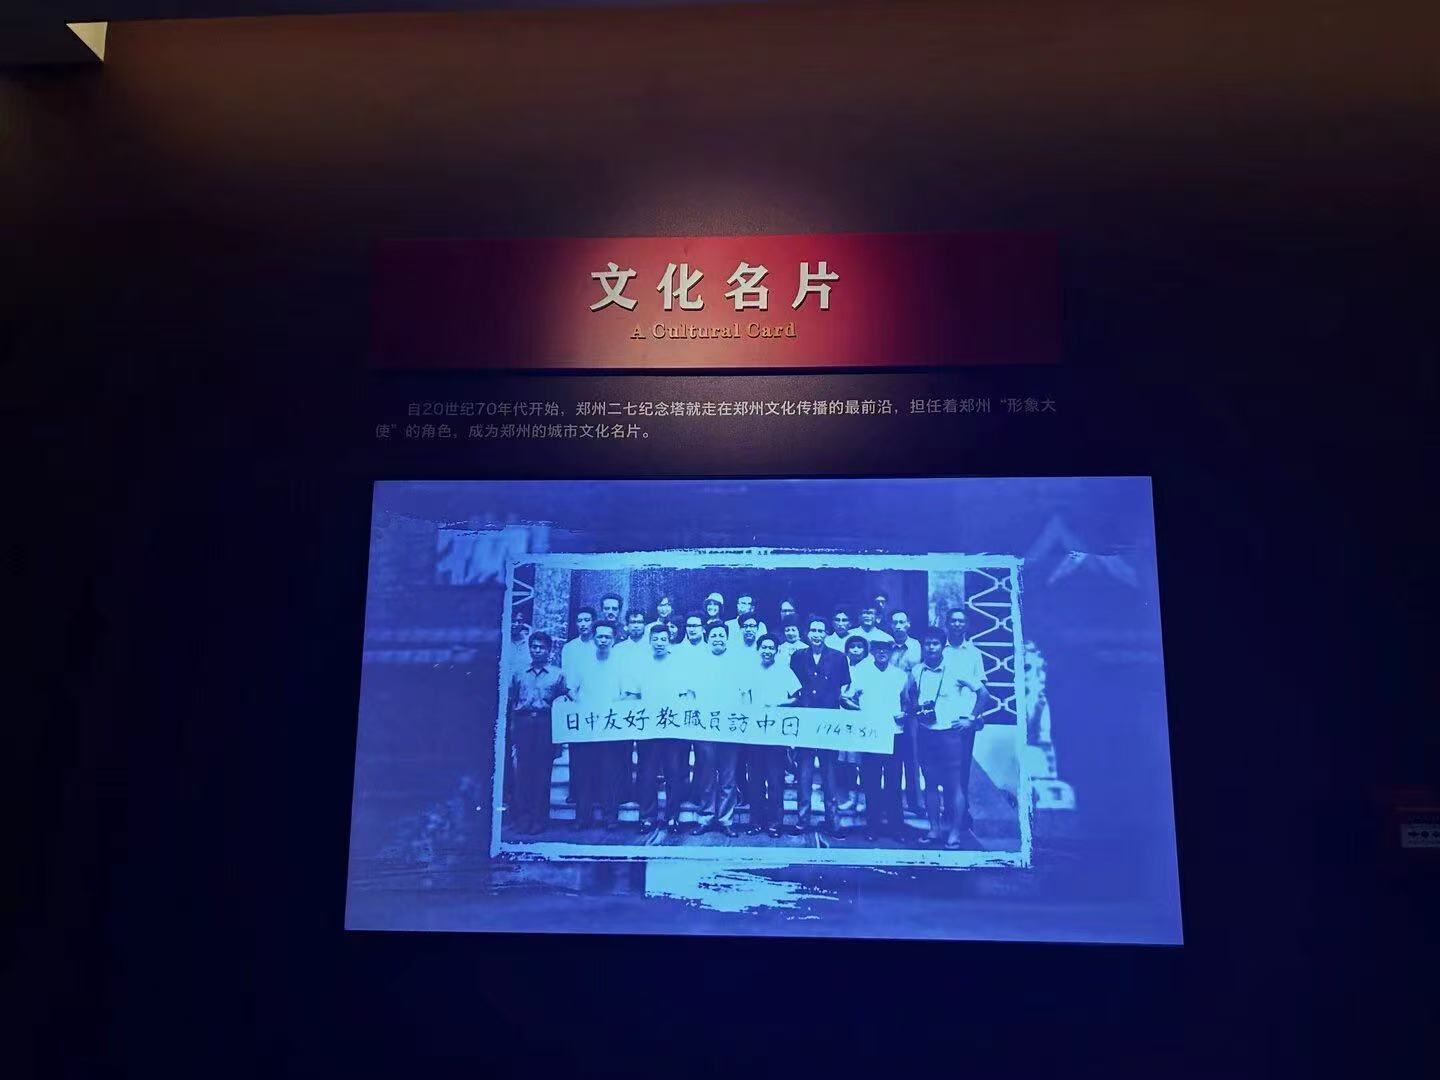 文化名片
A Cultural Card
自20世纪70年代开始，郑州二七纪念塔就走在郑州文化传播的最前沿，担任着郑州“形象大
使”的角色，成为郑州的城市文化名片。
日中友好教職員訪中団